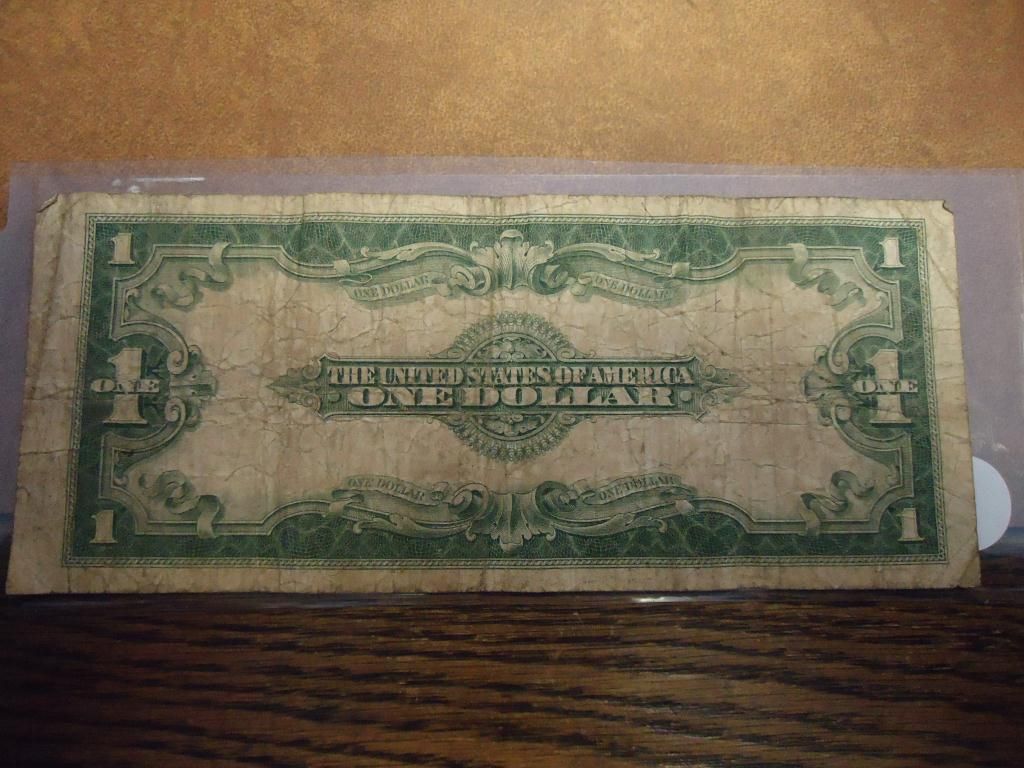 1 1
ONE DOLLAR ONE DOLLAR
THE UNITED STATES OF AMERICA
1 ONE ONE DOLLAR 1 ONE
ONE DOLLAR ONE DOLLAR
1 1